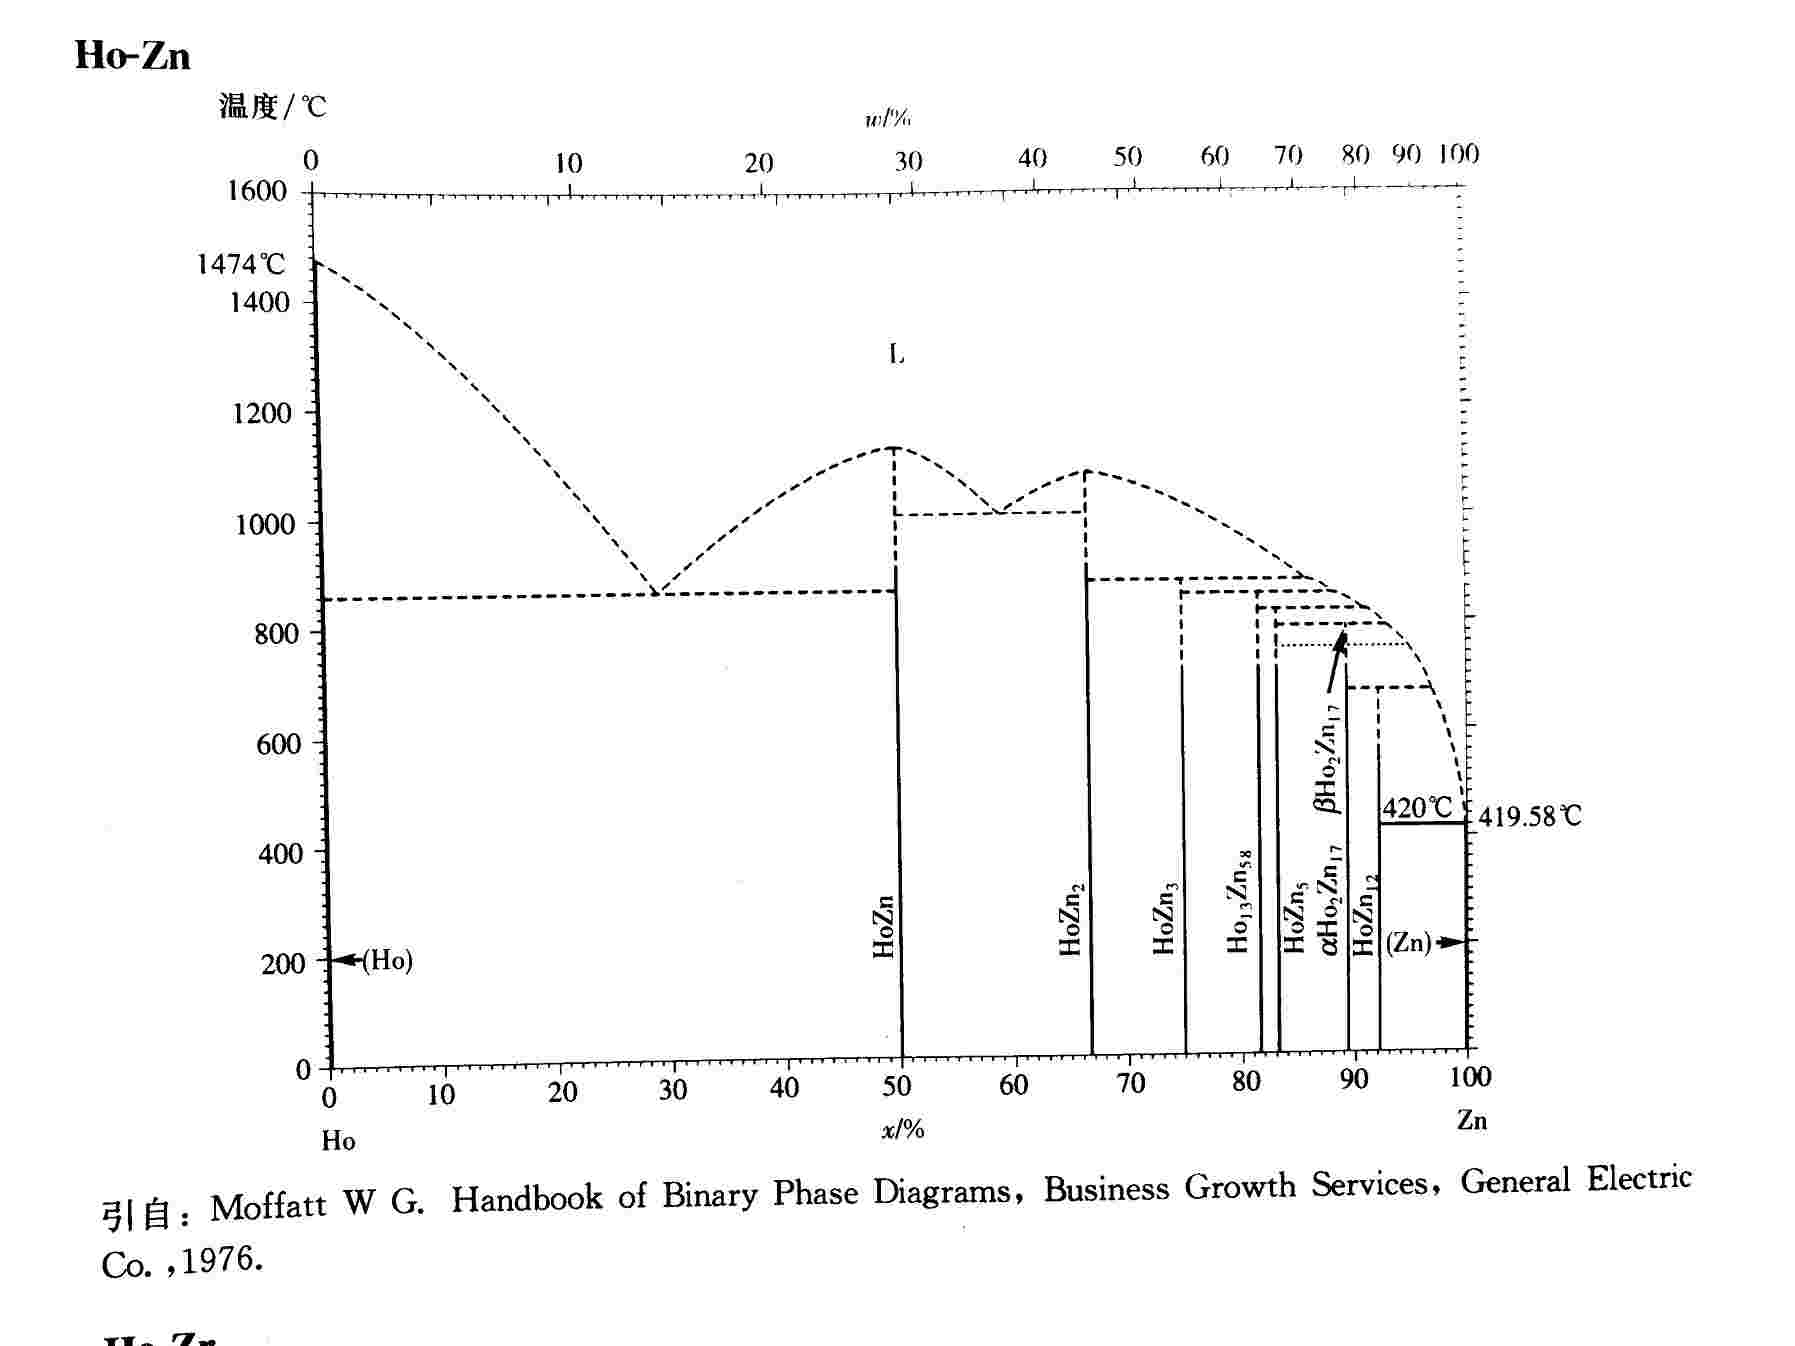 Ho-Zn
温度/℃
w/%
0 10 20 30 40 50 60 70 80 90 100
1600
1474℃
1400
L
1200
1000
800
600
βHo₂Zn₁₇
420℃
419.58℃
400
HoZn
HoZn₂
HoZn₃
Ho₁₃Zn₅₈
HoZn₅
αHo₂Zn₁₇
HoZn₁₂
(Zn)
200
(Ho)
0
0 10 20 30 40 50 60 70 80 90 100
Ho
x/%
Zn
引自: Moffatt W G. Handbook of Binary Phase Diagrams, Business Growth Services, General Electric
Co. ,1976.
Ho-Zr